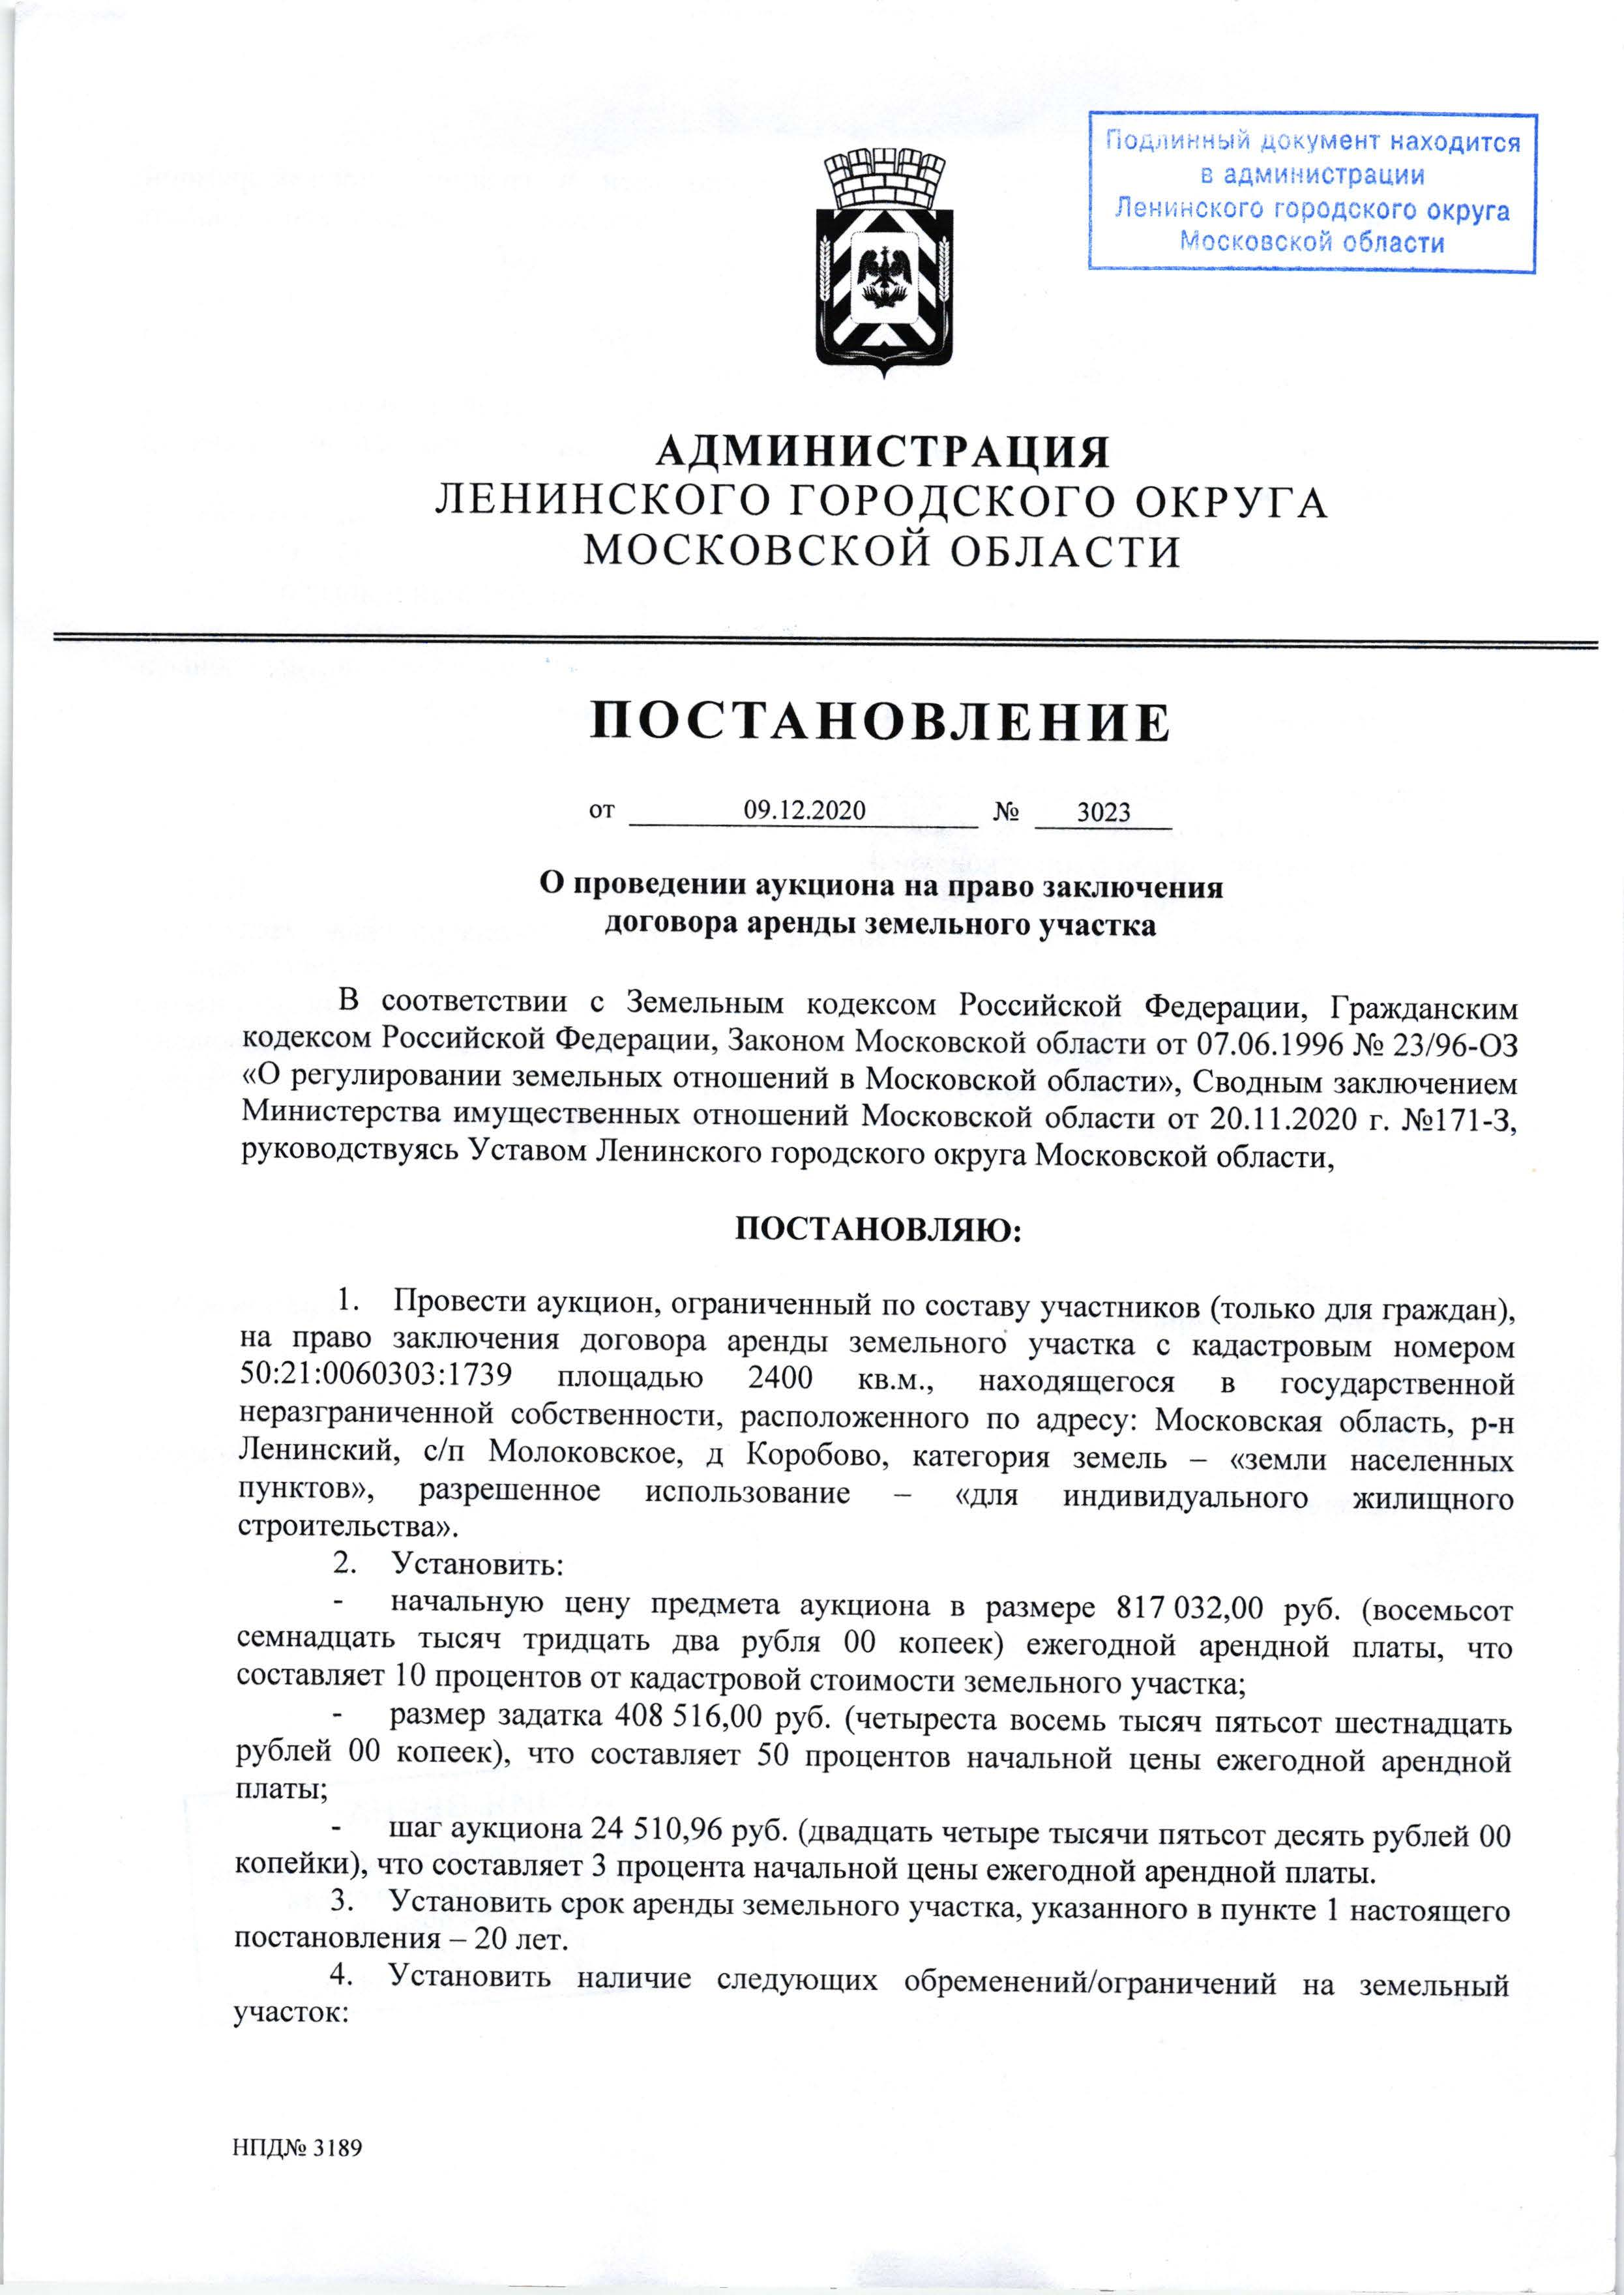 Подлинный документ находится
в администрации
Ленинского городского округа
Московской области
АДМИНИСТРАЦИЯ
ЛЕНИНСКОГО ГОРОДСКОГО ОКРУГА
МОСКОВСКОЙ ОБЛАСТИ
ПОСТАНОВЛЕНИЕ
от 09.12.2020 № 3023
О проведении аукциона на право заключения
договора аренды земельного участка
В соответствии с Земельным кодексом Российской Федерации, Гражданским
кодексом Российской Федерации, Законом Московской области от 07.06.1996 № 23/96-ОЗ
«О регулировании земельных отношений в Московской области», Сводным заключением
Министерства имущественных отношений Московской области от 20.11.2020 г. №171-З,
руководствуясь Уставом Ленинского городского округа Московской области,
ПОСТАНОВЛЯЮ:
1. Провести аукцион, ограниченный по составу участников (только для граждан),
на право заключения договора аренды земельного участка с кадастровым номером
50:21:0060303:1739 площадью 2400 кв.м., находящегося в государственной
неразграниченной собственности, расположенного по адресу: Московская область, р-н
Ленинский, с/п Молоковское, д Коробово, категория земель – «земли населенных
пунктов», разрешенное использование – «для индивидуального жилищного
строительства».
2. Установить:
- начальную цену предмета аукциона в размере 817 032,00 руб. (восемьсот
семнадцать тысяч тридцать два рубля 00 копеек) ежегодной арендной платы, что
составляет 10 процентов от кадастровой стоимости земельного участка;
- размер задатка 408 516,00 руб. (четыреста восемь тысяч пятьсот шестнадцать
рублей 00 копеек), что составляет 50 процентов начальной цены ежегодной арендной
платы;
- шаг аукциона 24 510,96 руб. (двадцать четыре тысячи пятьсот десять рублей 00
копейки), что составляет 3 процента начальной цены ежегодной арендной платы.
3. Установить срок аренды земельного участка, указанного в пункте 1 настоящего
постановления – 20 лет.
4. Установить наличие следующих обременений/ограничений на земельный
участок:
НПД№ 3189